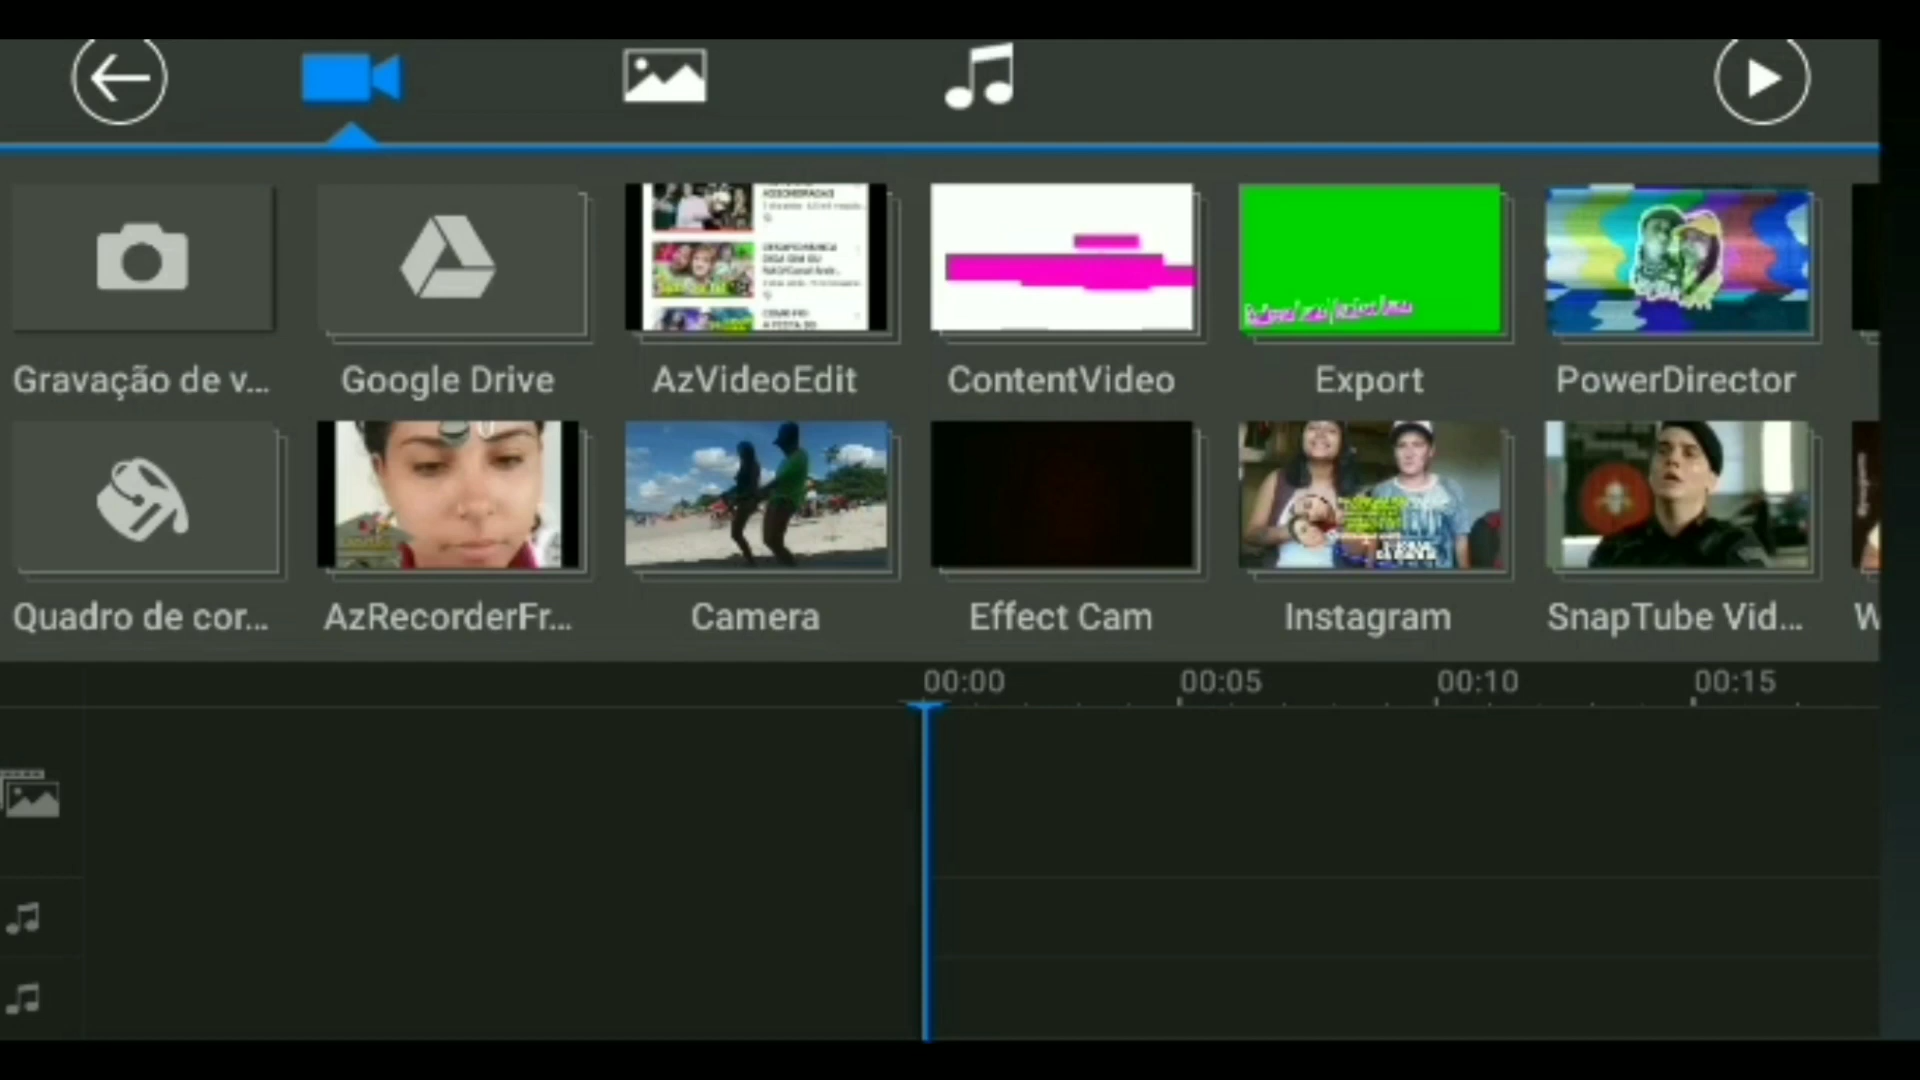 Gravação de v...
Google Drive
AzVideoEdit
ContentVideo
Export
PowerDirector
Quadro de cor...
AzRecorderFr...
Camera
Effect Cam
Instagram
SnapTube Vid...
W
00:00
00:05
00:10
00:15